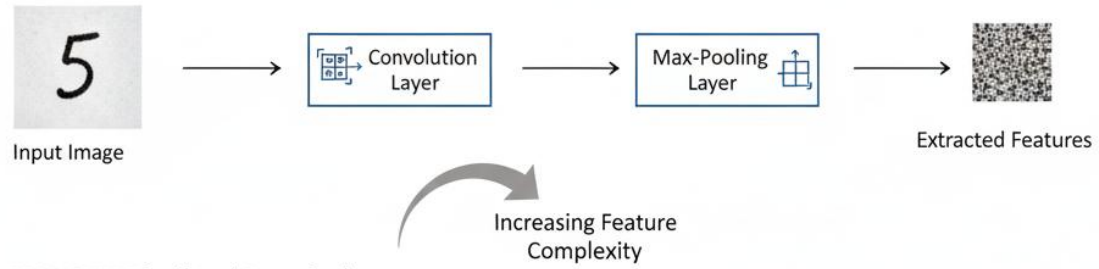 5
Input Image
Convolution
Layer
Max-Pooling
Layer
Extracted Features
Increasing Feature
Complexity